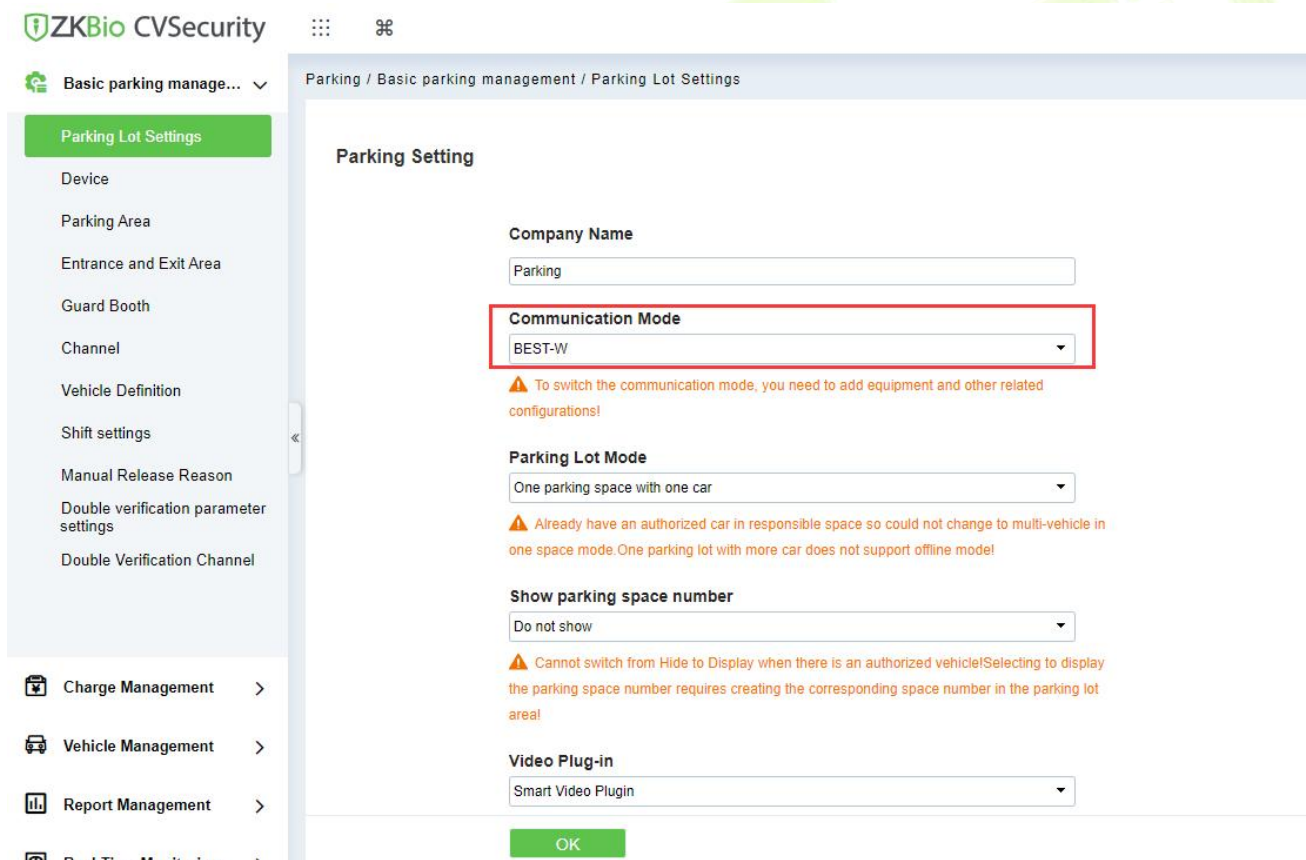 ZKBio CVSecurity
Basic parking manage...
Parking Lot Settings
Device
Parking Area
Entrance and Exit Area
Guard Booth
Channel
Vehicle Definition
Shift settings
Manual Release Reason
Double verification parameter
settings
Double Verification Channel
Charge Management
Vehicle Management
Report Management
Parking / Basic parking management / Parking Lot Settings
Parking Setting
Company Name
Parking
Communication Mode
BEST-W
To switch the communication mode, you need to add equipment and other related
configurations!
Parking Lot Mode
One parking space with one car
Already have an authorized car in responsible space so could not change to multi-vehicle in
one space mode.One parking lot with more car does not support offline mode!
Show parking space number
Do not show
Cannot switch from Hide to Display when there is an authorized vehicle!Selecting to display
the parking space number requires creating the corresponding space number in the parking lot
area!
Video Plug-in
Smart Video Plugin
OK